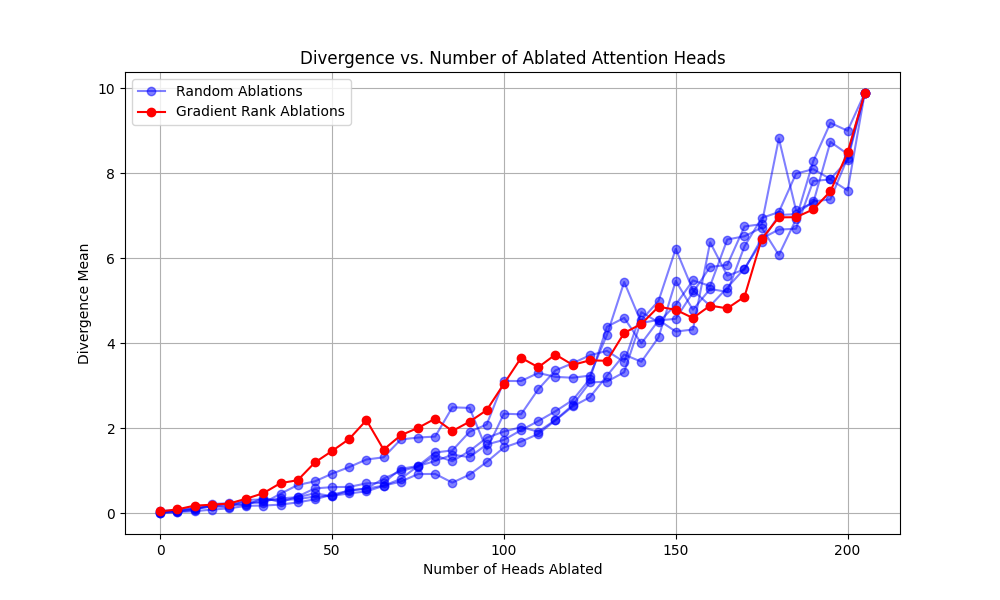 Divergence vs. Number of Ablated Attention Heads
Random Ablations
Gradient Rank Ablations
10
8
6
4
2
0
Divergence Mean
0 50 100 150 200
Number of Heads Ablated